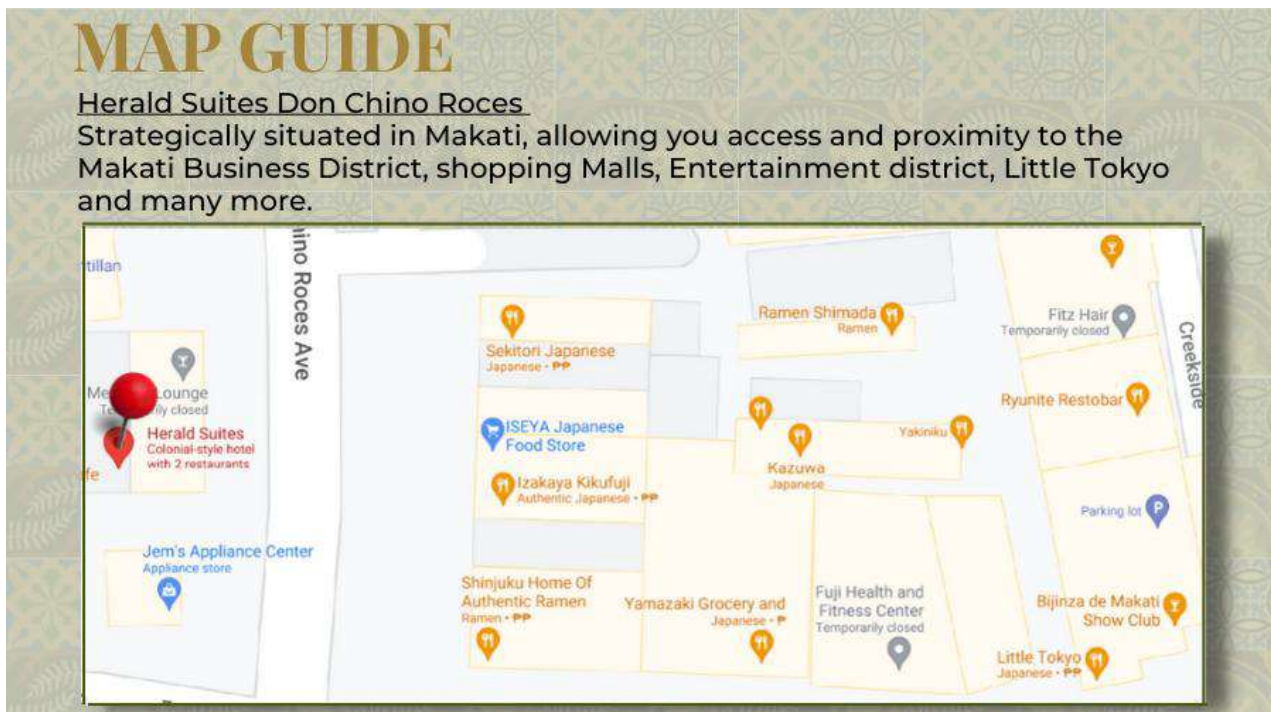 MAP GUIDE
Herald Suites Don Chino Roces
Strategically situated in Makati, allowing you access and proximity to the
Makati Business District, shopping Malls, Entertainment district, Little Tokyo
and many more.
tillan
ino Roces Ave
Lounge
closed
Herald Suites
Colonial-style hotel
with 2 restaurants
fe
Jem's Appliance Center
Appliance store
Sekitori Japanese
Japanese • ₱₱
ISEYA Japanese
Food Store
Izakaya Kikufuji
Authentic Japanese • ₱₱
Shinjuku Home Of
Authentic Ramen
Ramen • ₱₱
Yamazaki Grocery and
Japanese • ₱
Ramen Shimada
Ramen
Kazuwa
Japanese
Yakiniku
Fuji Health and
Fitness Center
Temporarily closed
Fitz Hair
Temporarily closed
Ryunite Restobar
Creekside
Parking lot
P
Bijinza de Makati
Show Club
Little Tokyo
Japanese • ₱₱